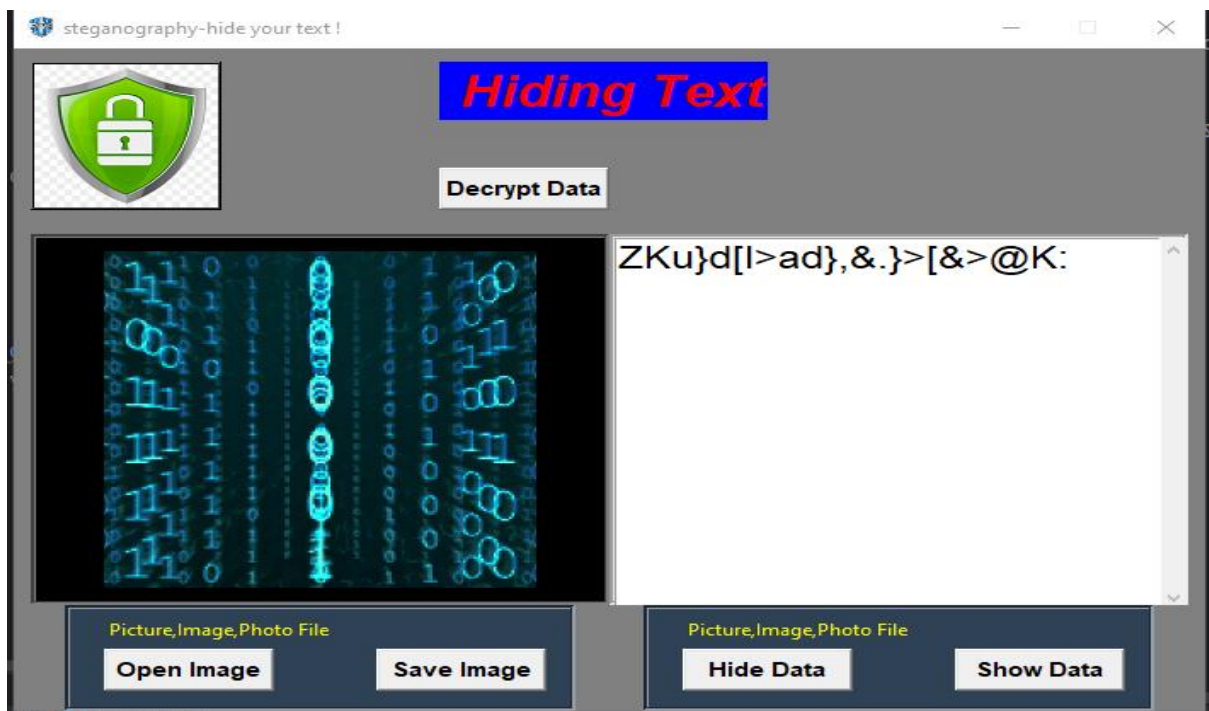 steganography-hide your text !
Hiding Text
Decrypt Data
ZKu}d[l>ad},&.}>[&>@K:
Picture,Image,Photo File
Open Image
Save Image
Picture,Image,Photo File
Hide Data
Show Data